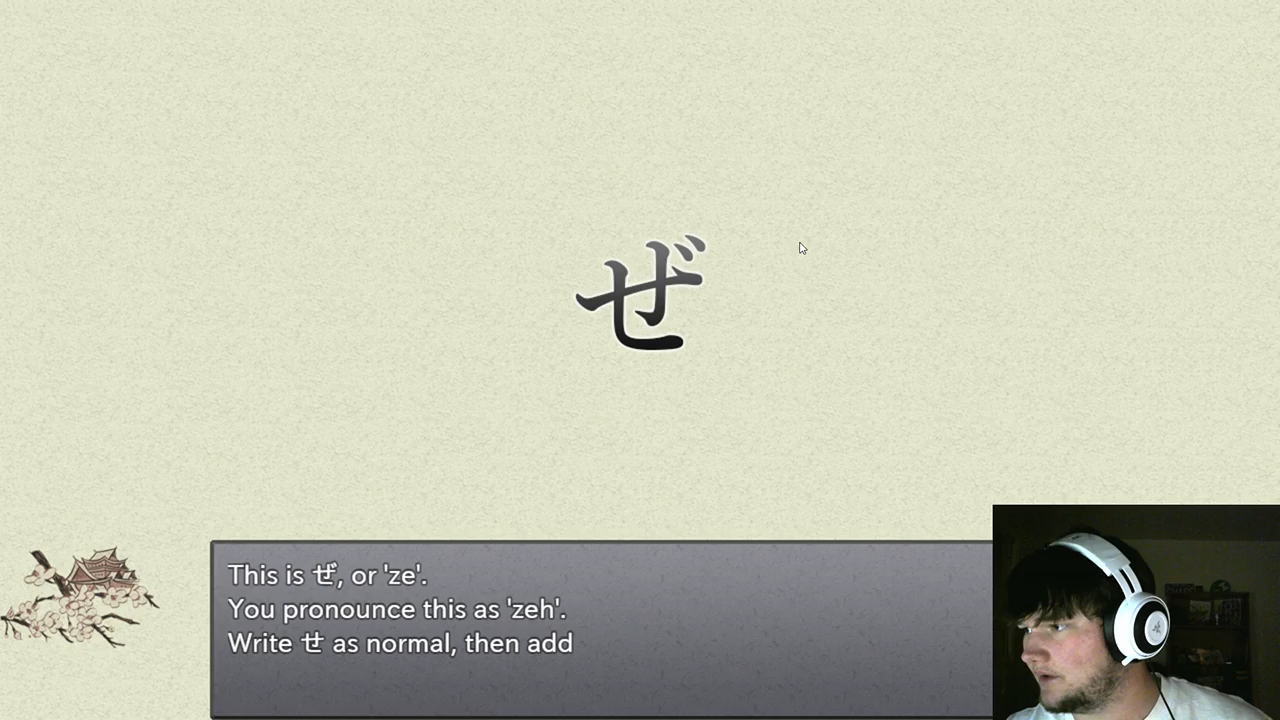 ぜ
This is ぜ, or 'ze'.
You pronounce this as 'zeh'.
Write せ as normal, then add